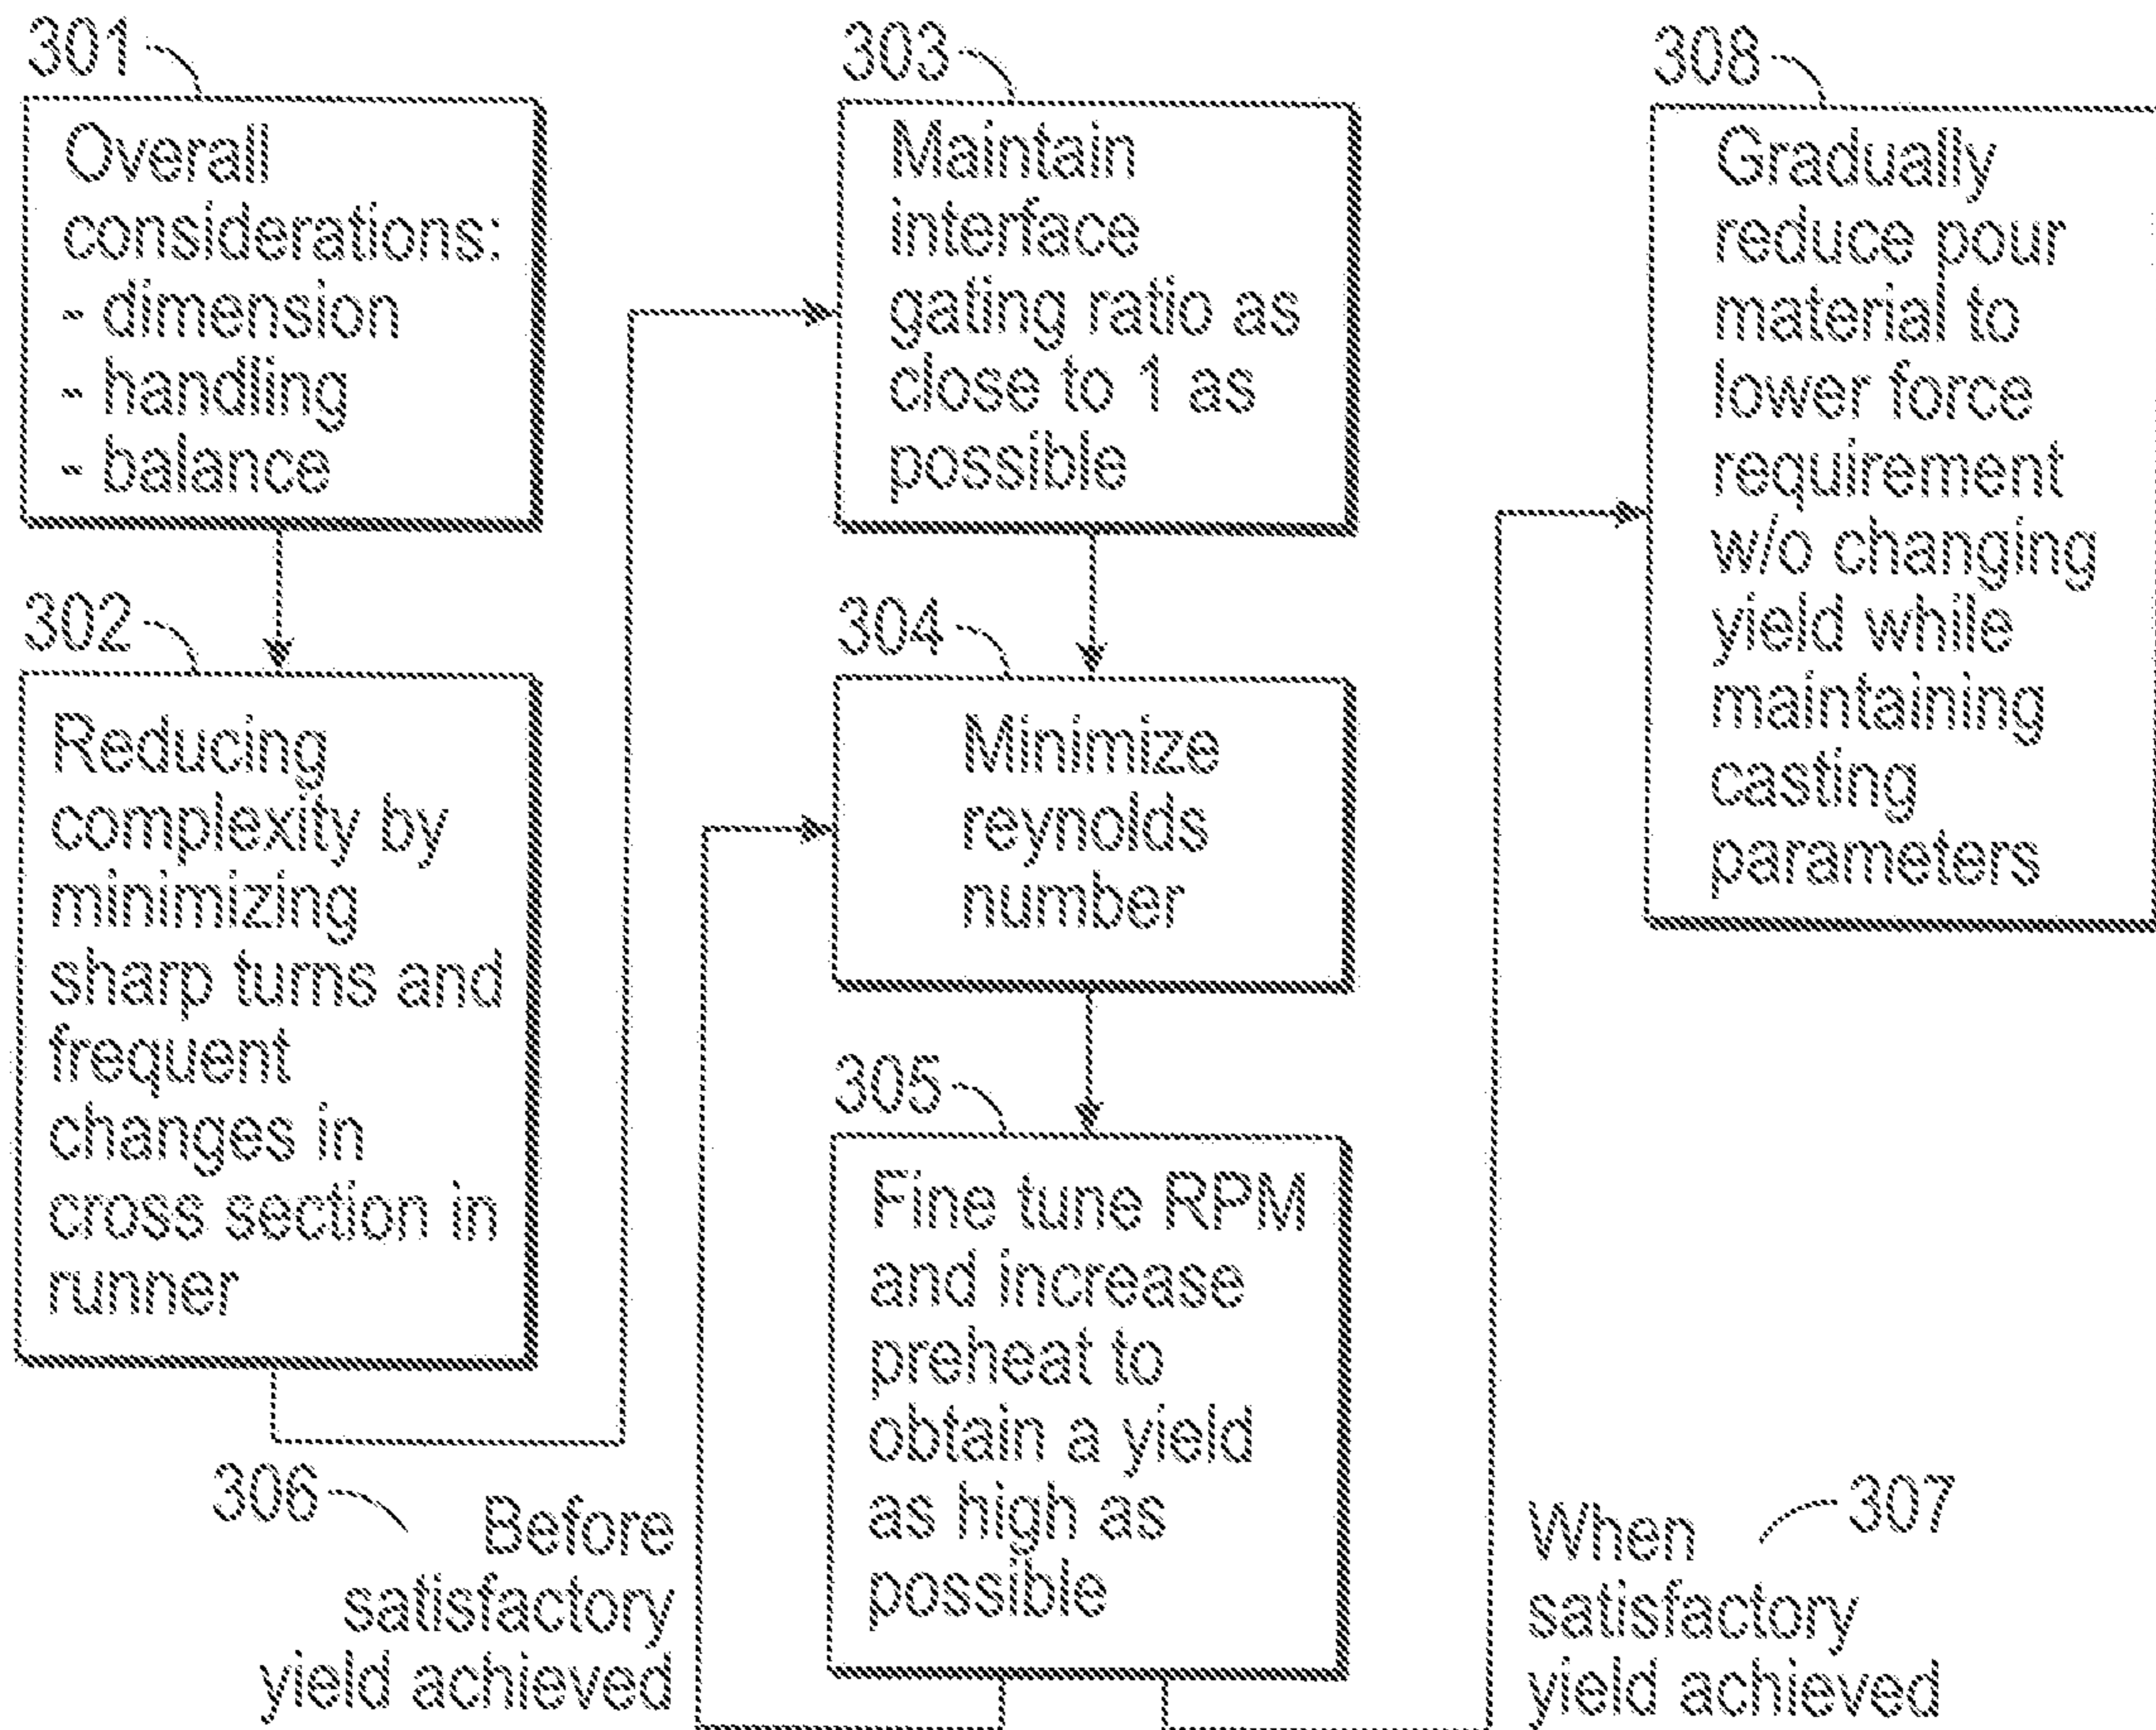 301
Overall
considerations:
- dimension
- handling
- balance
302
Reducing
complexity by
minimizing
sharp turns and
frequent
changes in
cross section in
runner
303
Maintain
interface
gating ratio as
close to 1 as
possible
304
Minimize
reynolds
number
305
Fine tune RPM
and increase
preheat to
obtain a yield
as high as
possible
306
Before
satisfactory
yield achieved
307
When
satisfactory
yield achieved
308
Gradually
reduce pour
material to
lower force
requirement
w/o changing
yield while
maintaining
casting
parameters